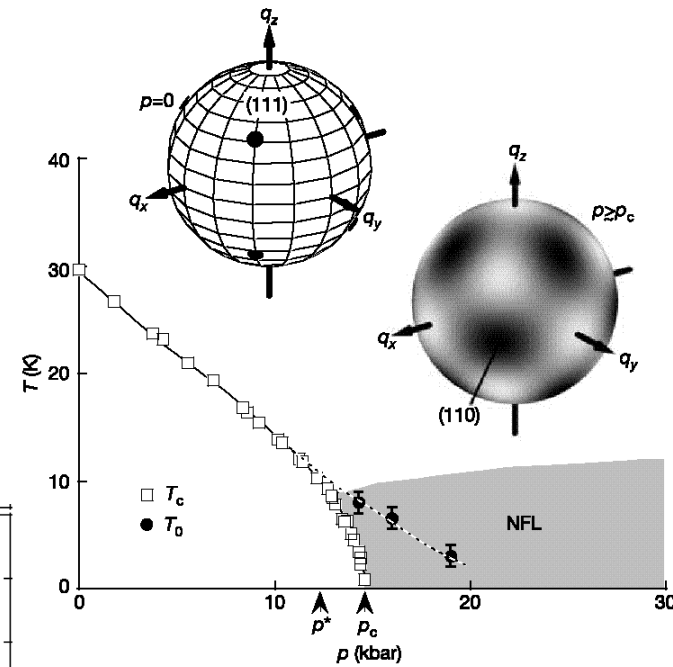 q_z
p=0
(111)
q_x
q_y
q_z
p≳p_c
q_x
q_y
(110)
T (K)
40
30
20
10
0
T_c
T_0
NFL
0
10
20
30
p*
p_c
p (kbar)